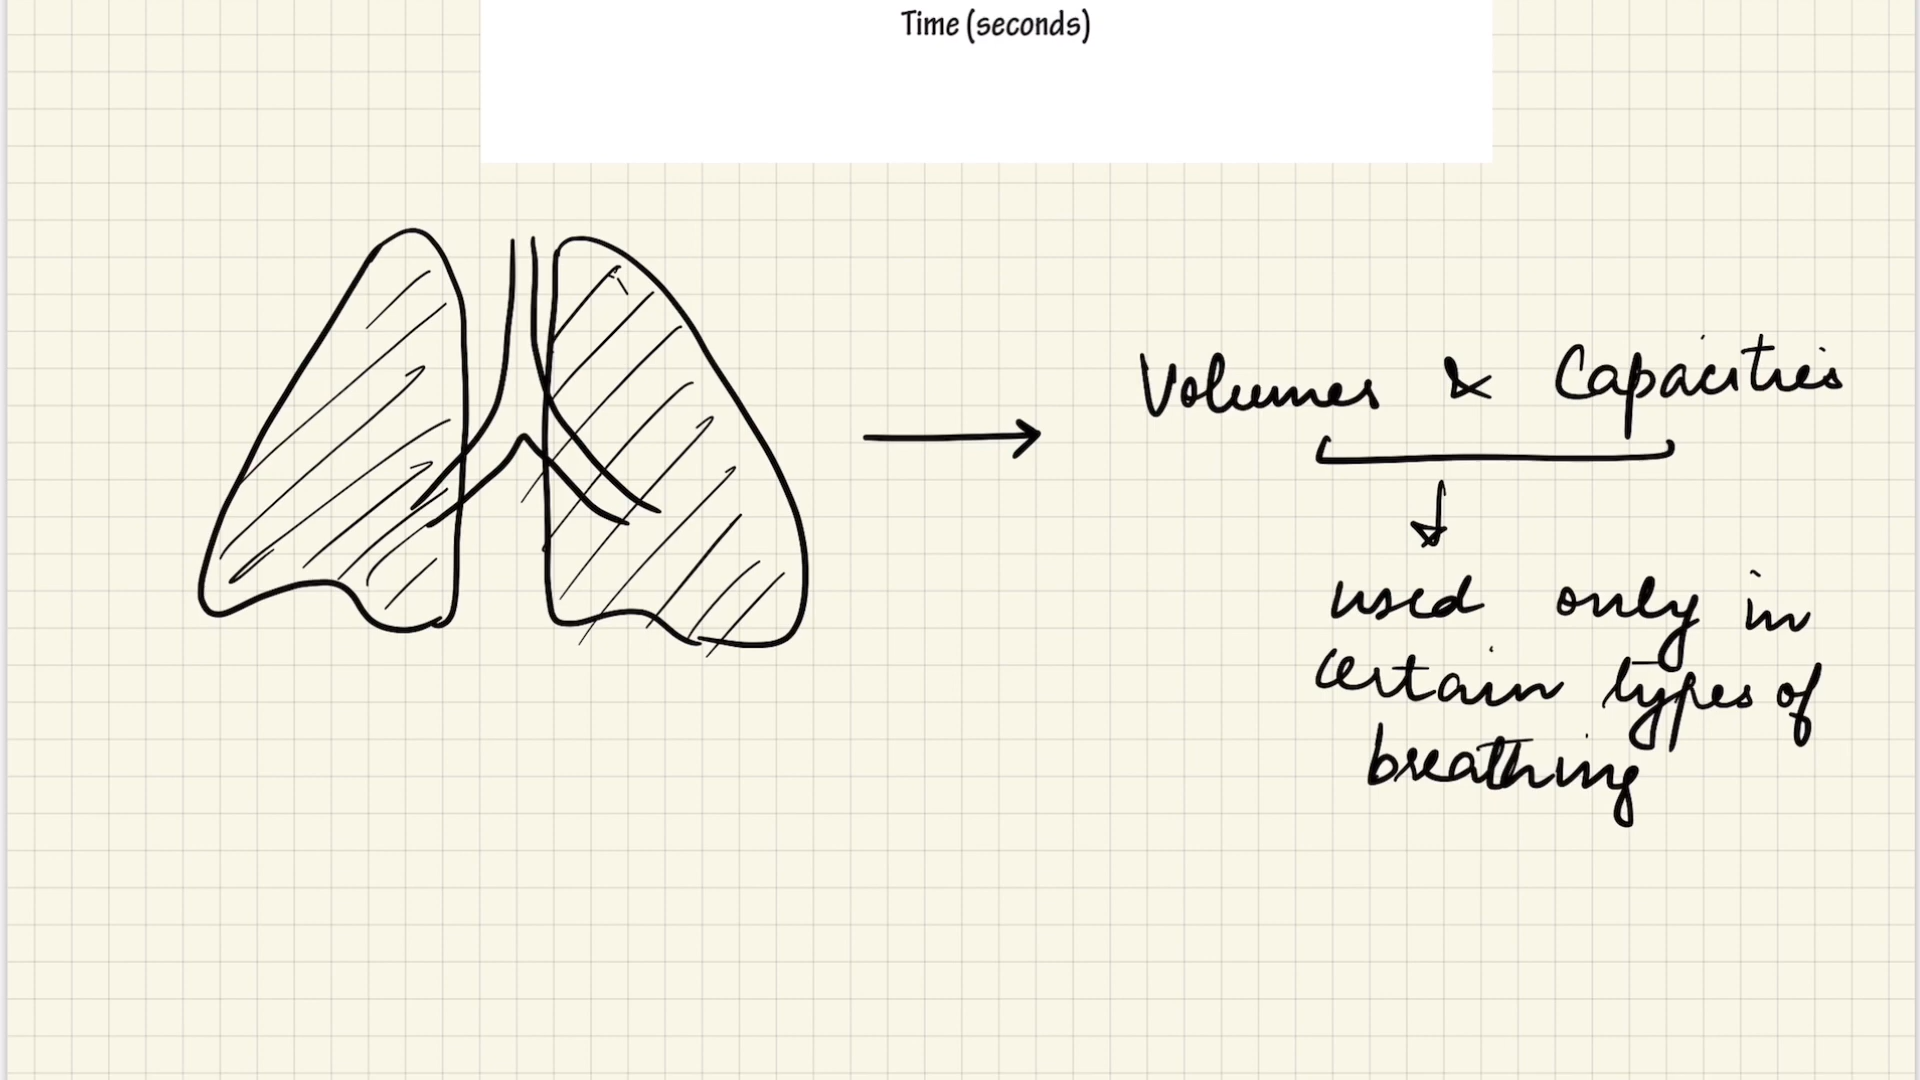 Time (seconds)
Volumes & Capacities
used only in
certain types of
breathing